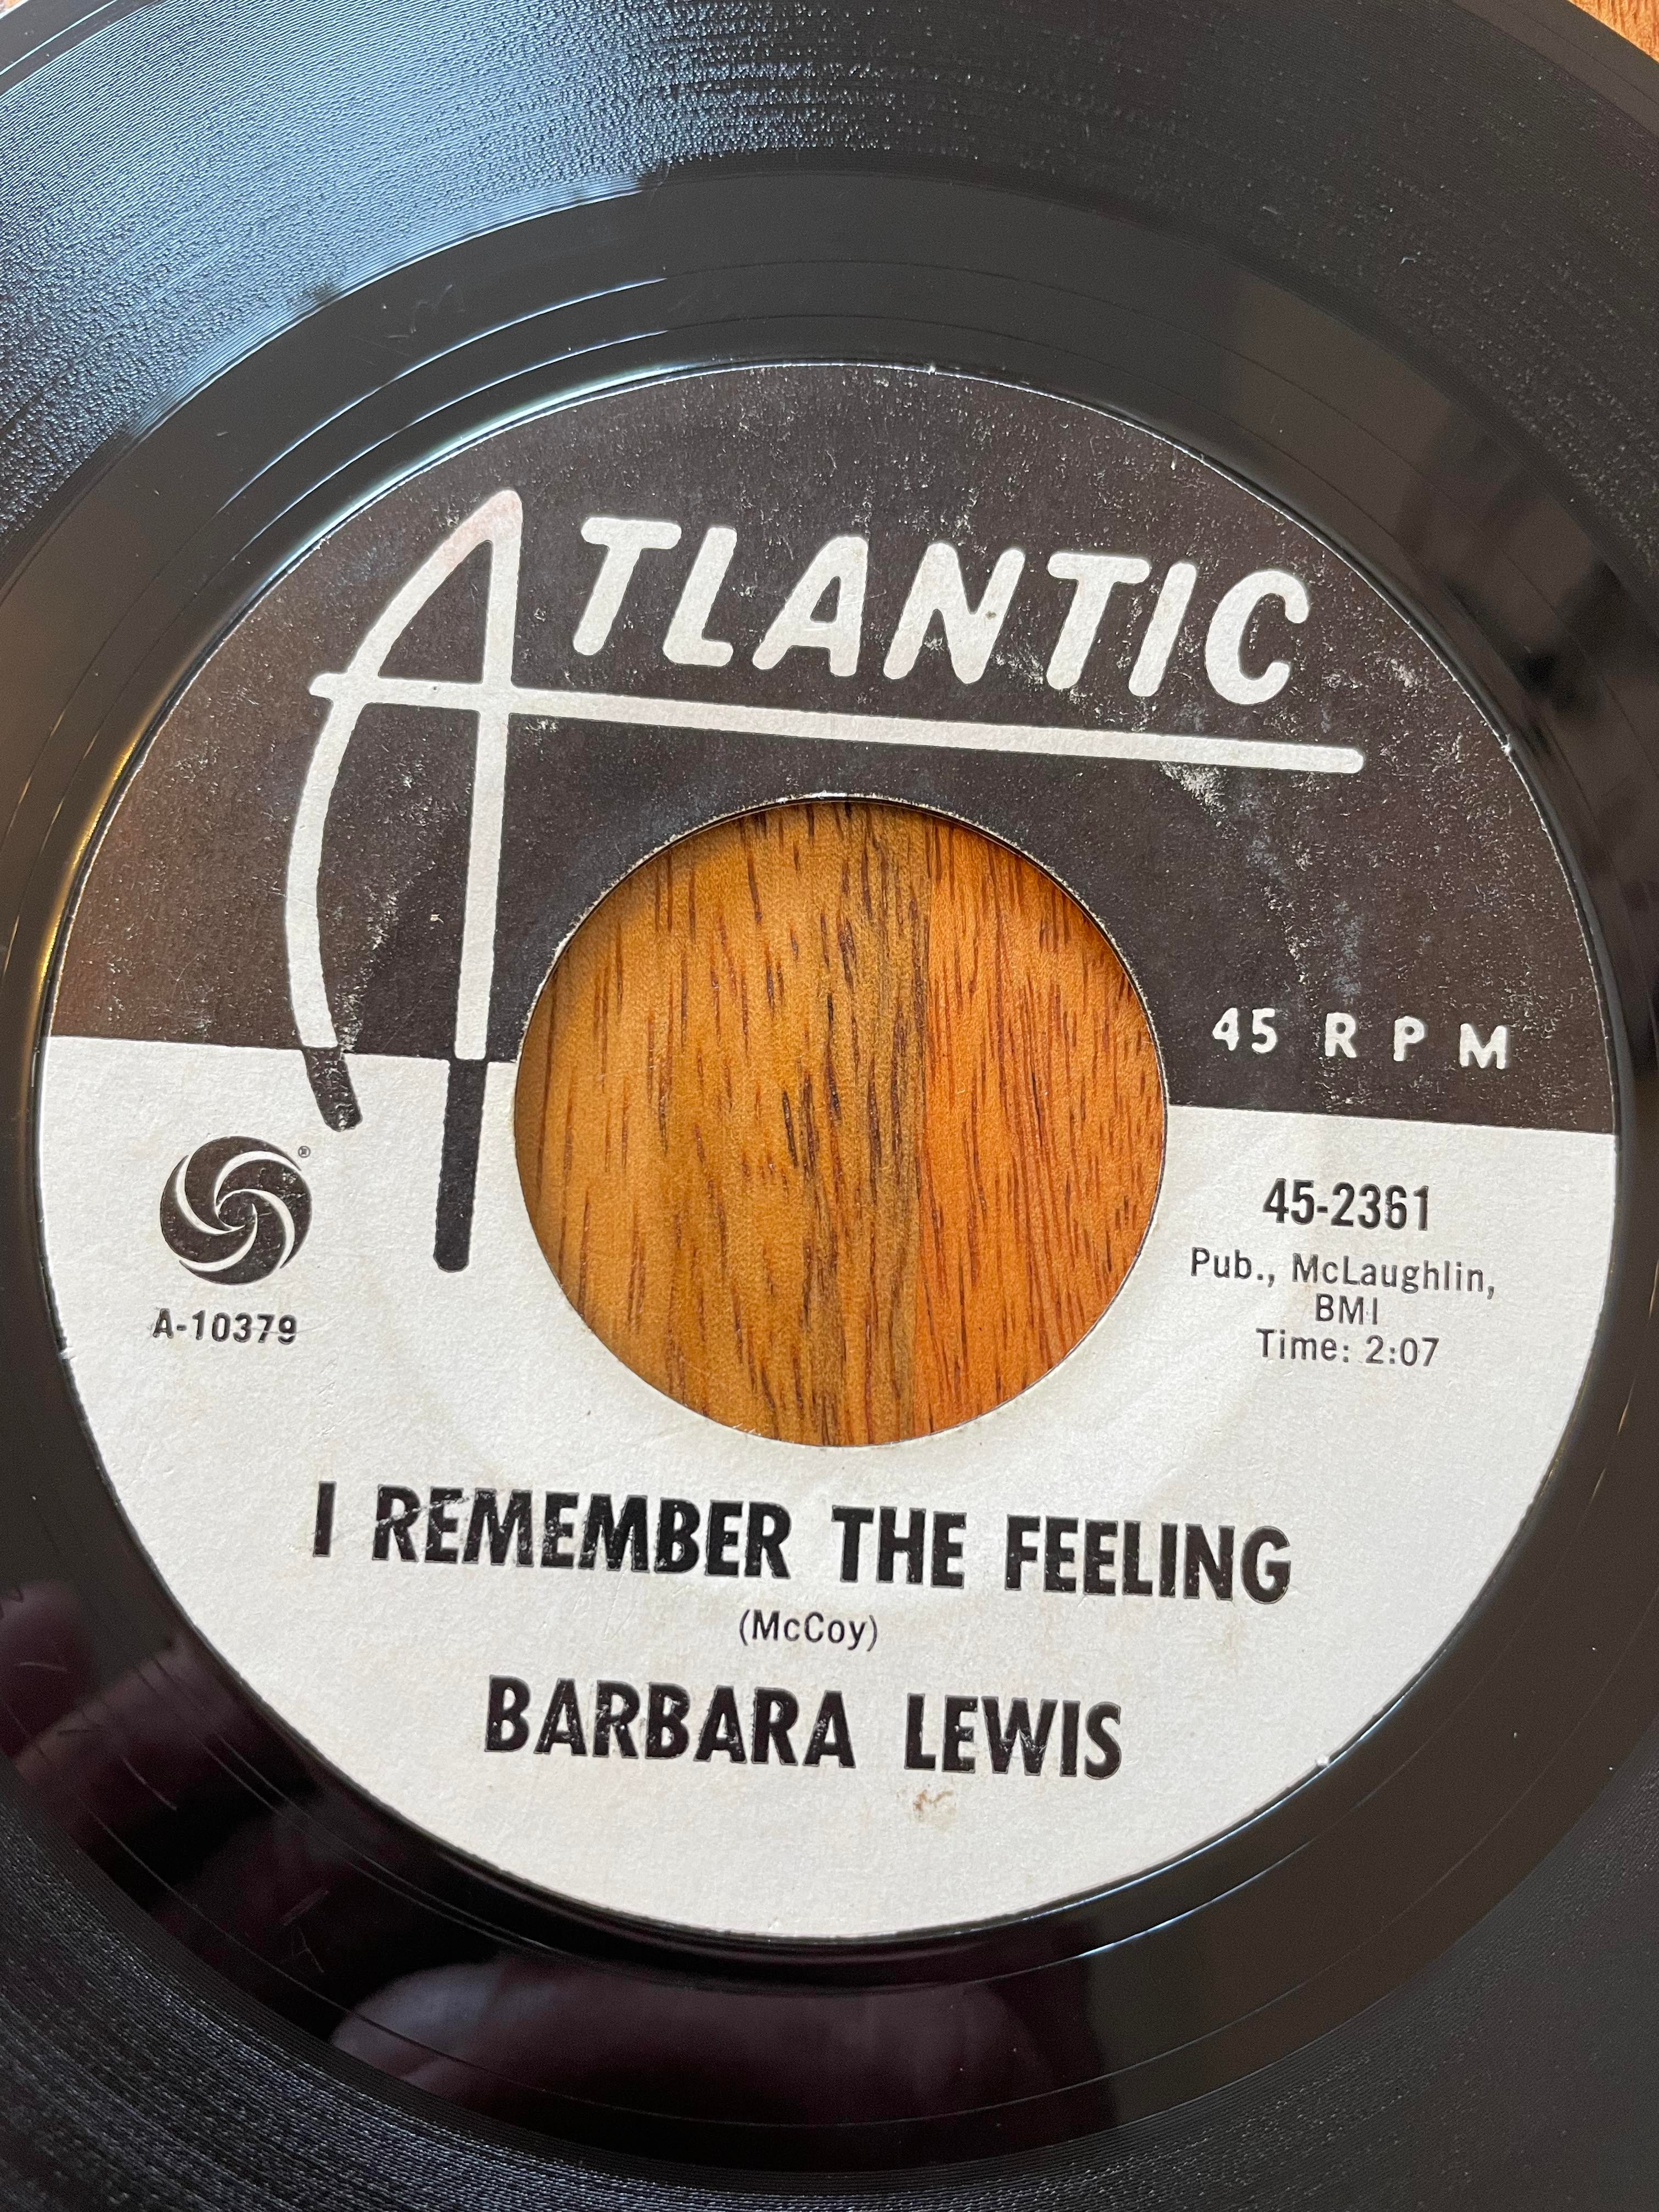 ATLANTIC
45 RPM
®
A-10379
45-2361
Pub., McLaughlin,
BMI
Time: 2:07
I REMEMBER THE FEELING
(McCoy)
BARBARA LEWIS